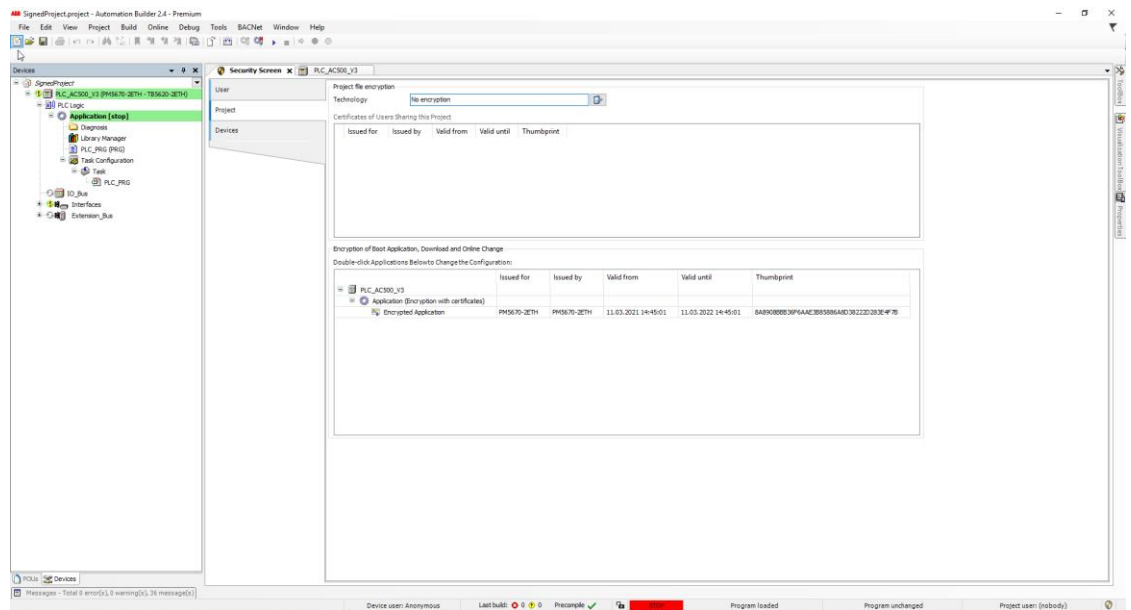 ABB SignedProject.project - Automation Builder 2.4 - Premium
File Edit View Project Build Online Debug Tools BACNet Window Help
Devices
SignedProject
PLC_AC500_V3 (PM5670-2ETH - TB5620-2ETH)
PLC Logic
Application [stop]
Diagnosis
Library Manager
PLC_PRG (PRG)
Task Configuration
Task
PLC_PRG
IO_Bus
Interfaces
Extension_Bus
POUs Devices
Security Screen PLC_AC500_V3
User
Project
Devices
Project file encryption
Technology No encryption
Certificates of Users Sharing this Project
Issued for Issued by Valid from Valid until Thumbprint
Encryption of Boot Application, Download and Online Change
Double-click Applications Below to Change the Configuration:
Issued for Issued by Valid from Valid until Thumbprint
PLC_AC500_V3
Application (Encryption with certificates)
Encrypted Application PM5670-2ETH PM5670-2ETH 11.03.2021 14:45:01 11.03.2022 14:45:01
ToolBox
Visualization ToolBox
Properties
Messages - Total 0 error(s), 0 warning(s), 36 message(s)
Device user: Anonymous Last build: 0 0 Precompile STOP Program loaded Program unchanged Project user: (nobody)